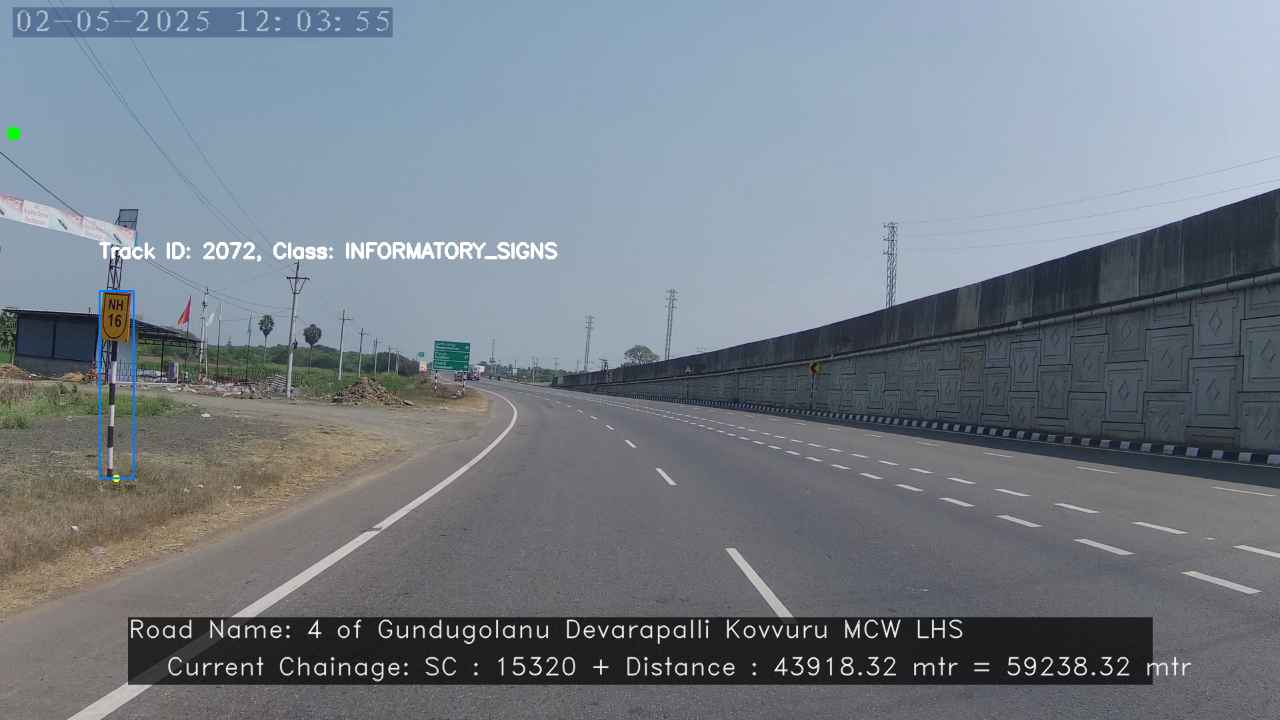 02-05-2025 12:03:55
Track ID: 2072, Class: INFORMATORY_SIGNS
NH
16
Road Name: 4 of Gundugolanu Devarapalli Kovvuru MCW LHS
Current Chainage: SC : 15320 + Distance : 43918.32 mtr = 59238.32 mtr